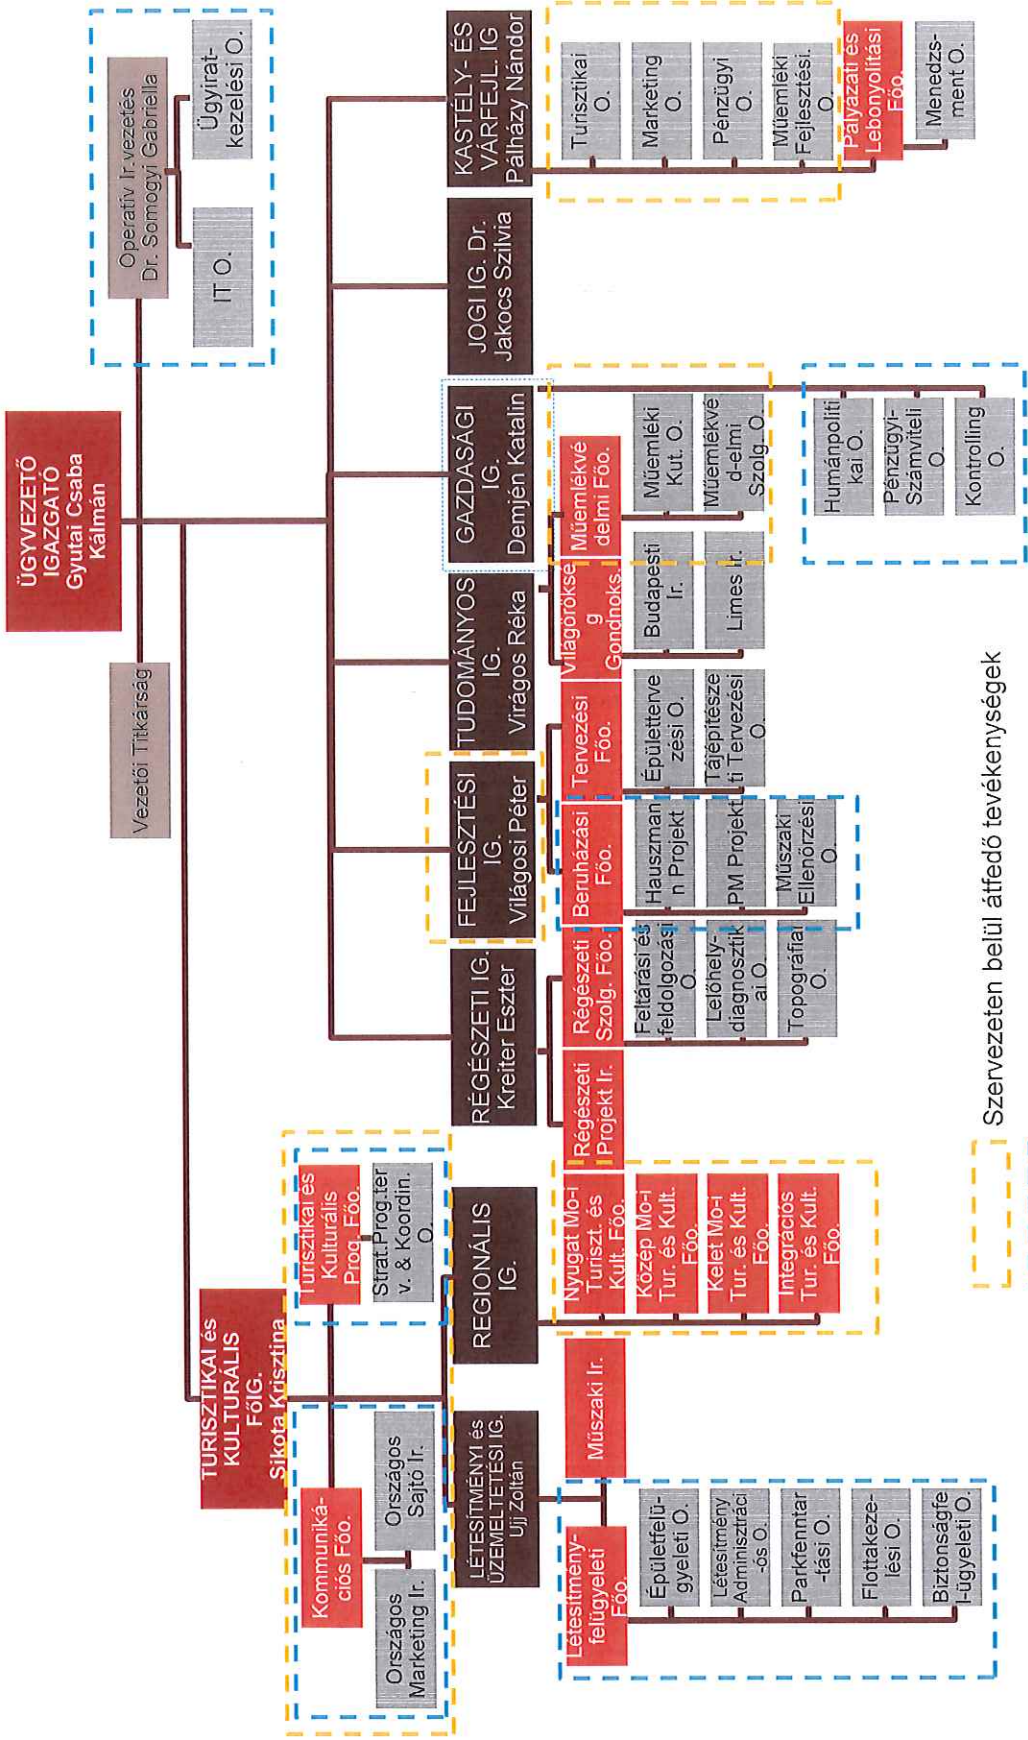 ÜGYVEZETŐ
IGAZGATÓ
Gyutai Csaba
Kálmán
Vezetői Titkárság
Operatív Ir.vezetés
Dr. Somogyi Gabriella
IT O.
Ügyirat-
kezelési O.
TURISZTIKAI és
KULTURÁLIS
FőIG.
Sikota Krisztina
Kommuniká-
ciós Főo.
Országos
Marketing Ir.
Országos
Sajtó Ir.
Turisztikai és
Kulturális
Prog. Főo.
Strat.Prog.ter
v. & Koordin.
O.
LÉTESÍTMÉNYI és
ÜZEMELTETÉSI IG.
Ujj Zoltán
REGIONÁLIS
IG.
RÉGÉSZETI IG.
Kreiter Eszter
FEJLESZTÉSI
IG.
Világosi Péter
TUDOMÁNYOS
IG.
Virágos Réka
GAZDASÁGI
IG.
Demjén Katalin
JOGI IG. Dr.
Jakocs Szilvia
KASTÉLY- ÉS
VÁRFEJL. IG
Pálházy Nándor
Létesítmény-
felügyeleti
Főo.
Épületfelü-
gyeleti O.
Létesítmény
Adminisztráci
-ós O.
Parkfenntar
-tási O.
Flottakeze-
lési O.
Biztonságfe
l-ügyeleti O.
Műszaki Ir.
Nyugat Mo-i
Turiszt. és
Kult. Főo.
Közép Mo-i
Tur. és Kult.
Főo.
Kelet Mo-i
Tur. és Kult.
Főo.
Integrációs
Tur. és Kult.
Főo.
Régészeti
Projekt Ir.
Régészeti
Szolg. Főo.
Feltárási és
feldolgozási
O.
Lelőhely-
diagnosztik
ai O.
Topográfiai
O.
Beruházási
Főo.
Hauszman
n Projekt
PM Projekt
Műszaki
Ellenőrzési
O.
Tervezési
Főo.
Épületterve
zési O.
Tájépítésze
ti Tervezési
O.
Világöröksé
g
Gondnoks.
Budapesti
Ir.
Limes Ir.
Műemlékvé
delmi Főo.
Műemléki
Kut. O.
Műemlékvé
d-elmi
Szolg. O.
Humánpoliti
kai O.
Pénzügyi-
Számviteli
O.
Kontrolling
O.
Turisztikai
O.
Marketing
O.
Pénzügyi
O.
Műemléki
Fejlesztési.
O.
Pályázati és
Lebonyolítási
Főo.
Menedzs-
ment O.
Szervezeten belül átfedő tevékenységek